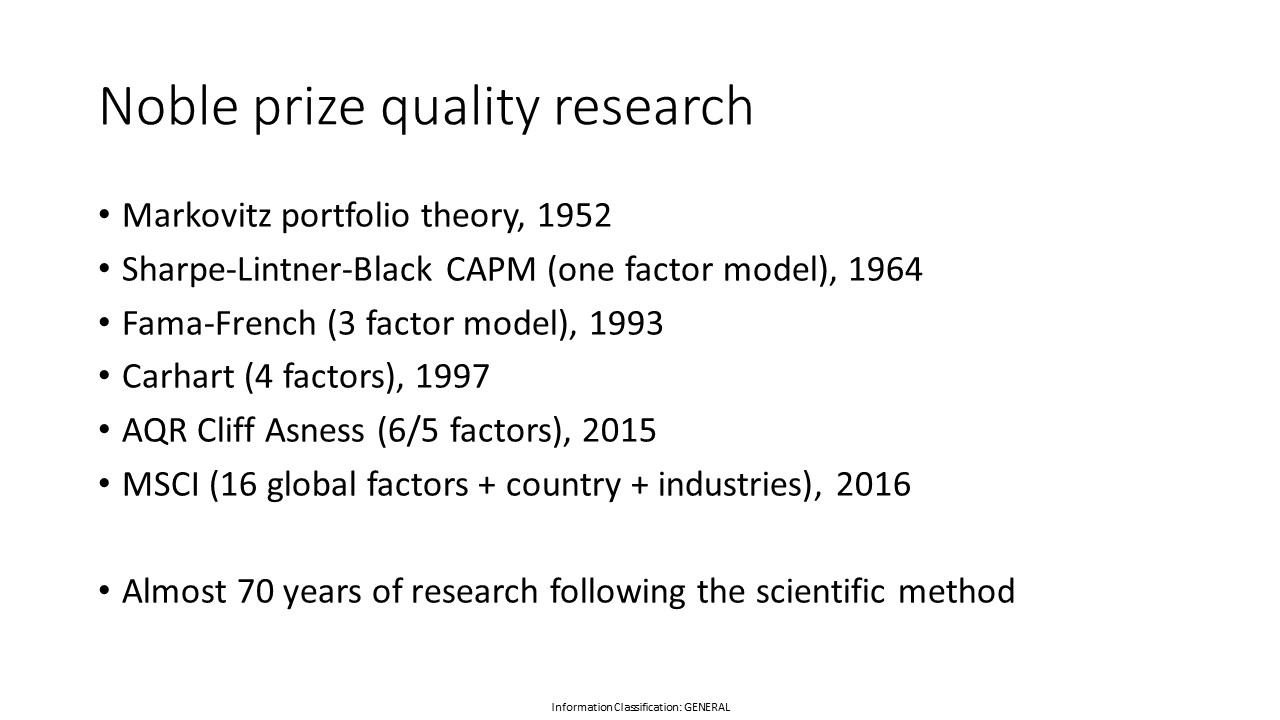 Noble prize quality research
• Markovitz portfolio theory, 1952
• Sharpe-Lintner-Black CAPM (one factor model), 1964
• Fama-French (3 factor model), 1993
• Carhart (4 factors), 1997
• AQR Cliff Asness (6/5 factors), 2015
• MSCI (16 global factors + country + industries), 2016
• Almost 70 years of research following the scientific method
Information Classification: GENERAL